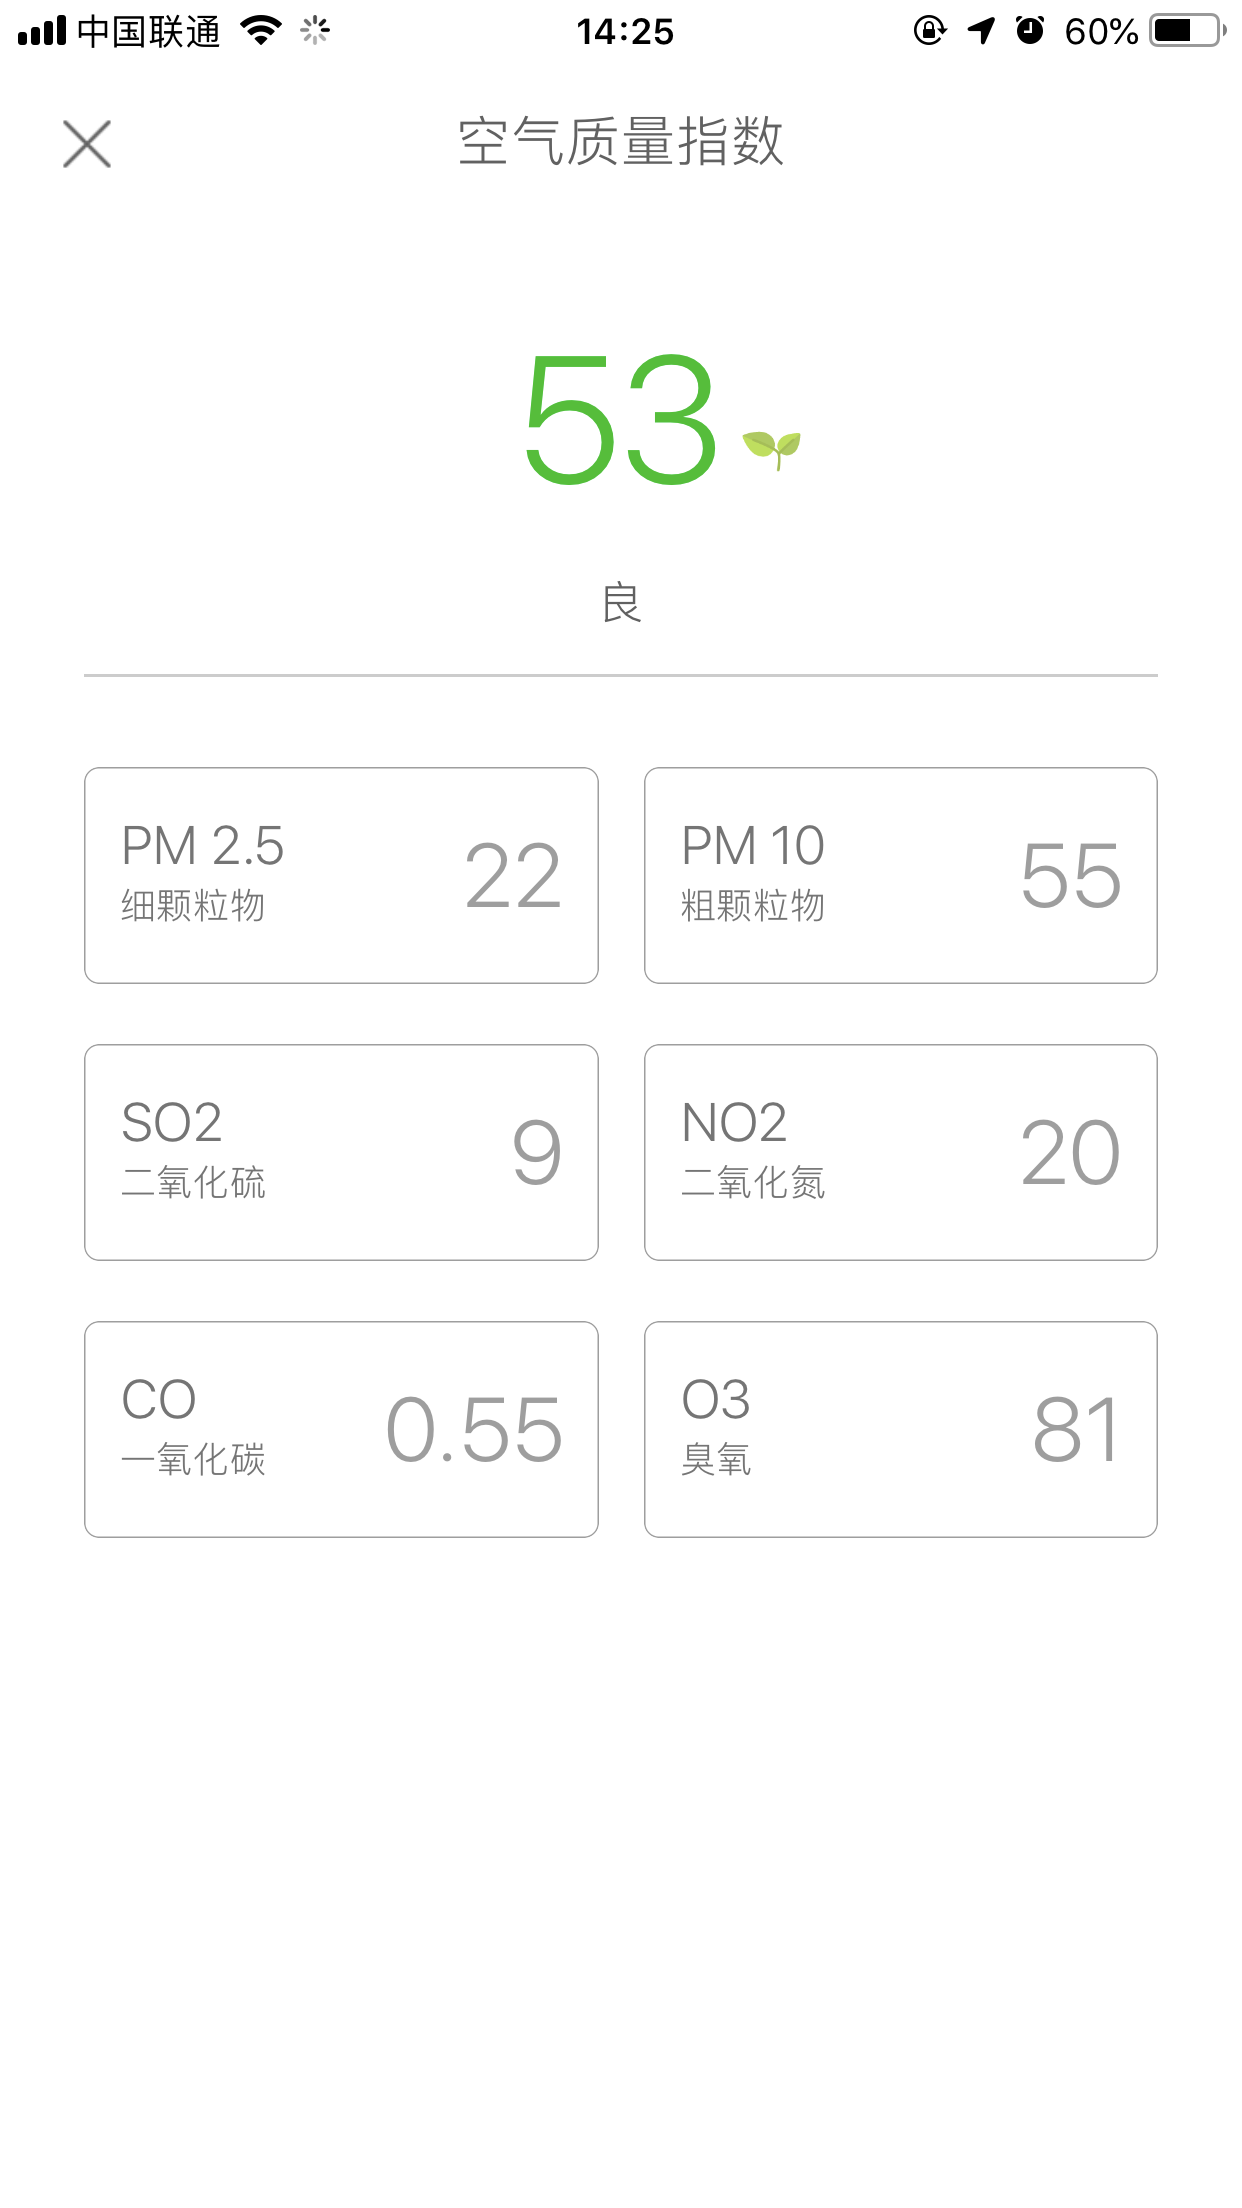 中国联通 14:25 60%
空气质量指数
53
良
PM 2.5
细颗粒物
22
PM 10
粗颗粒物
55
SO2
二氧化硫
9
NO2
二氧化氮
20
CO
一氧化碳
0.55
O3
臭氧
81